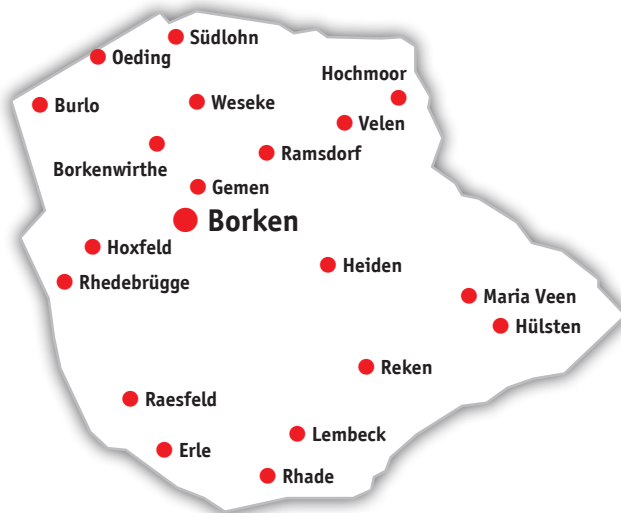 Südlohn
Oeding
Hochmoor
Burlo
Weseke
Velen
Ramsdorf
Borkenwirthe
Gemen
Borken
Hoxfeld
Heiden
Rhedebrügge
Maria Veen
Hülsten
Reken
Raesfeld
Lembeck
Erle
Rhade